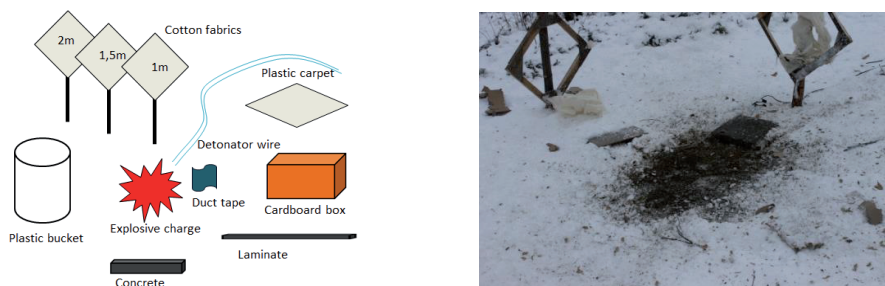 Cotton fabrics
2m
1,5m
1m
Plastic carpet
Detonator wire
Duct tape
Cardboard box
Plastic bucket
Explosive charge
Laminate
Concrete